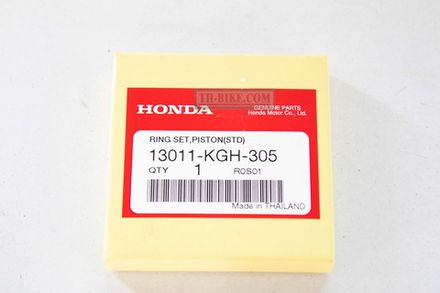 TH-BIKE.COM
HONDA
GENUINE PARTS
Honda Motor Co., Ltd.
RING SET,PISTON(STD)
13011-KGH-305
QTY 1 R0S01
Made in THAILAND